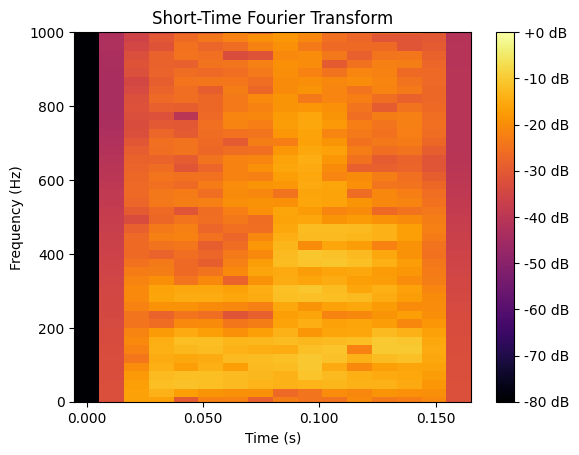 Short-Time Fourier Transform
1000
800
600
400
200
0
Frequency (Hz)
0.000
0.050
0.100
0.150
Time (s)
+0 dB
-10 dB
-20 dB
-30 dB
-40 dB
-50 dB
-60 dB
-70 dB
-80 dB